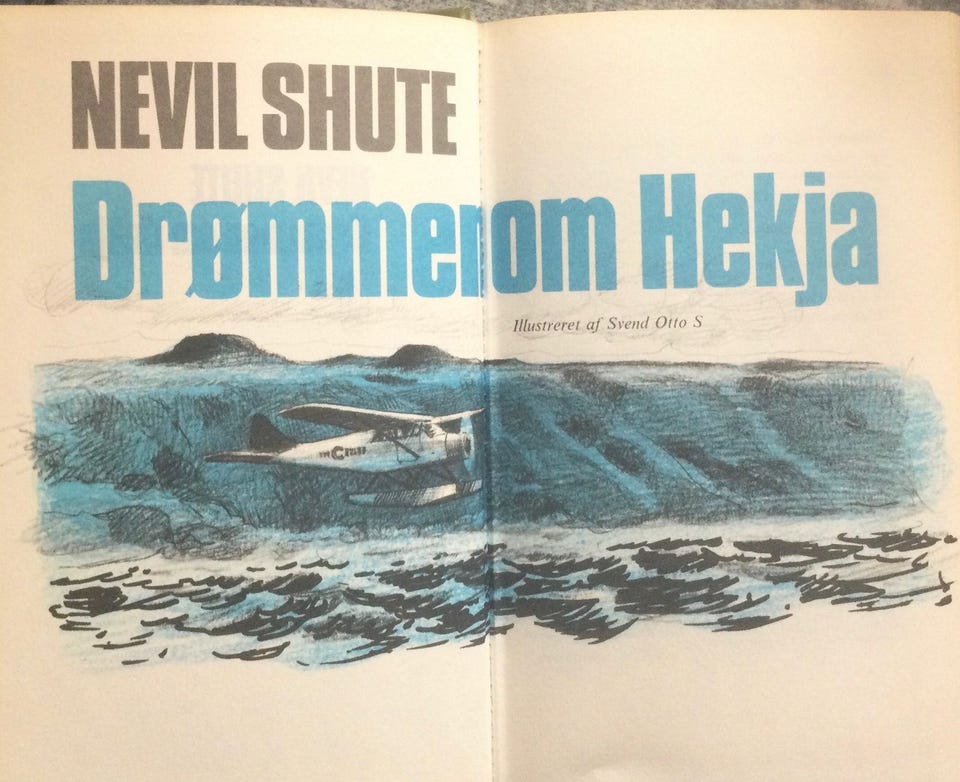 NEVIL SHUTE
Drømmen om Hekja
Illustreret af Svend Otto S